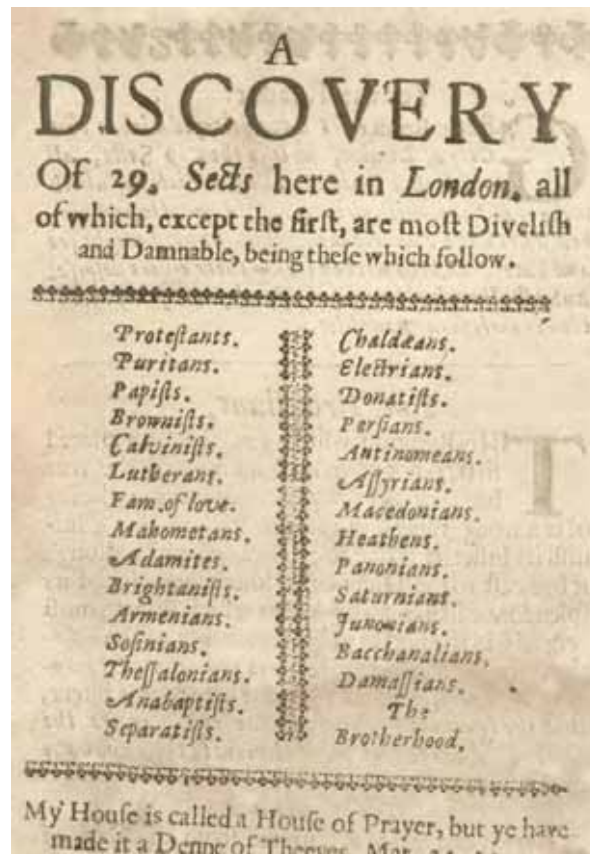 A
DISCOVERY
Of 29. Sects here in London. all
of which, except the first, are most Divelish
and Damnable, being these which follow.
Protestants.
Puritans.
Papists.
Brownists.
Calvinists.
Lutherans.
Fam. of love.
Mahometans.
Adamites.
Brightanists.
Armenians.
Sosinians.
Thessalonians.
Anabaptists.
Separatists.
Chaldæans.
Electrians.
Donatists.
Persians.
Antinomeans.
Assyrians.
Macedonians.
Heathens.
Panonians.
Saturnians.
Junonians.
Bacchanalians.
Damassians.
The
Brotherhood.
My House is called a House of Prayer, but ye have
made it a Denne of Theeves. Mat.